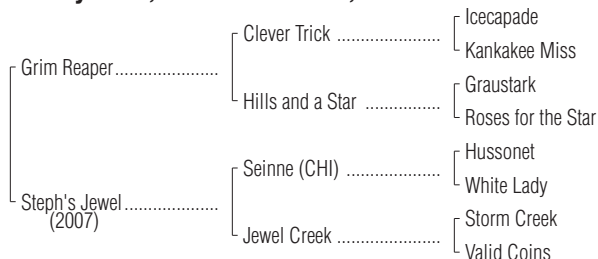 Icecapade
Clever Trick ..................
Kankakee Miss
Grim Reaper......................
Graustark
Hills and a Star .................
Roses for the Star
Hussonet
Seinne (CHI) ....................
White Lady
Steph's Jewel....................
(2007)
Storm Creek
Jewel Creek ......................
Valid Coins